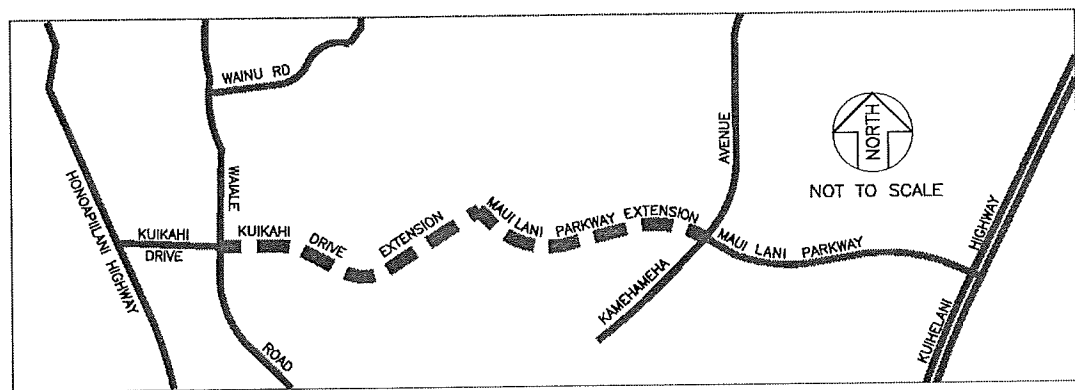 WAINU RD
HONOAPIILANI HIGHWAY
WAIALE
ROAD
KUIKAHI
DRIVE
KUIKAHI DRIVE EXTENSION
MAUI LANI PARKWAY EXTENSION
AVENUE
KAMEHAMEHA
MAUI LANI PARKWAY
NORTH
NOT TO SCALE
HIGHWAY
KUIHELANI